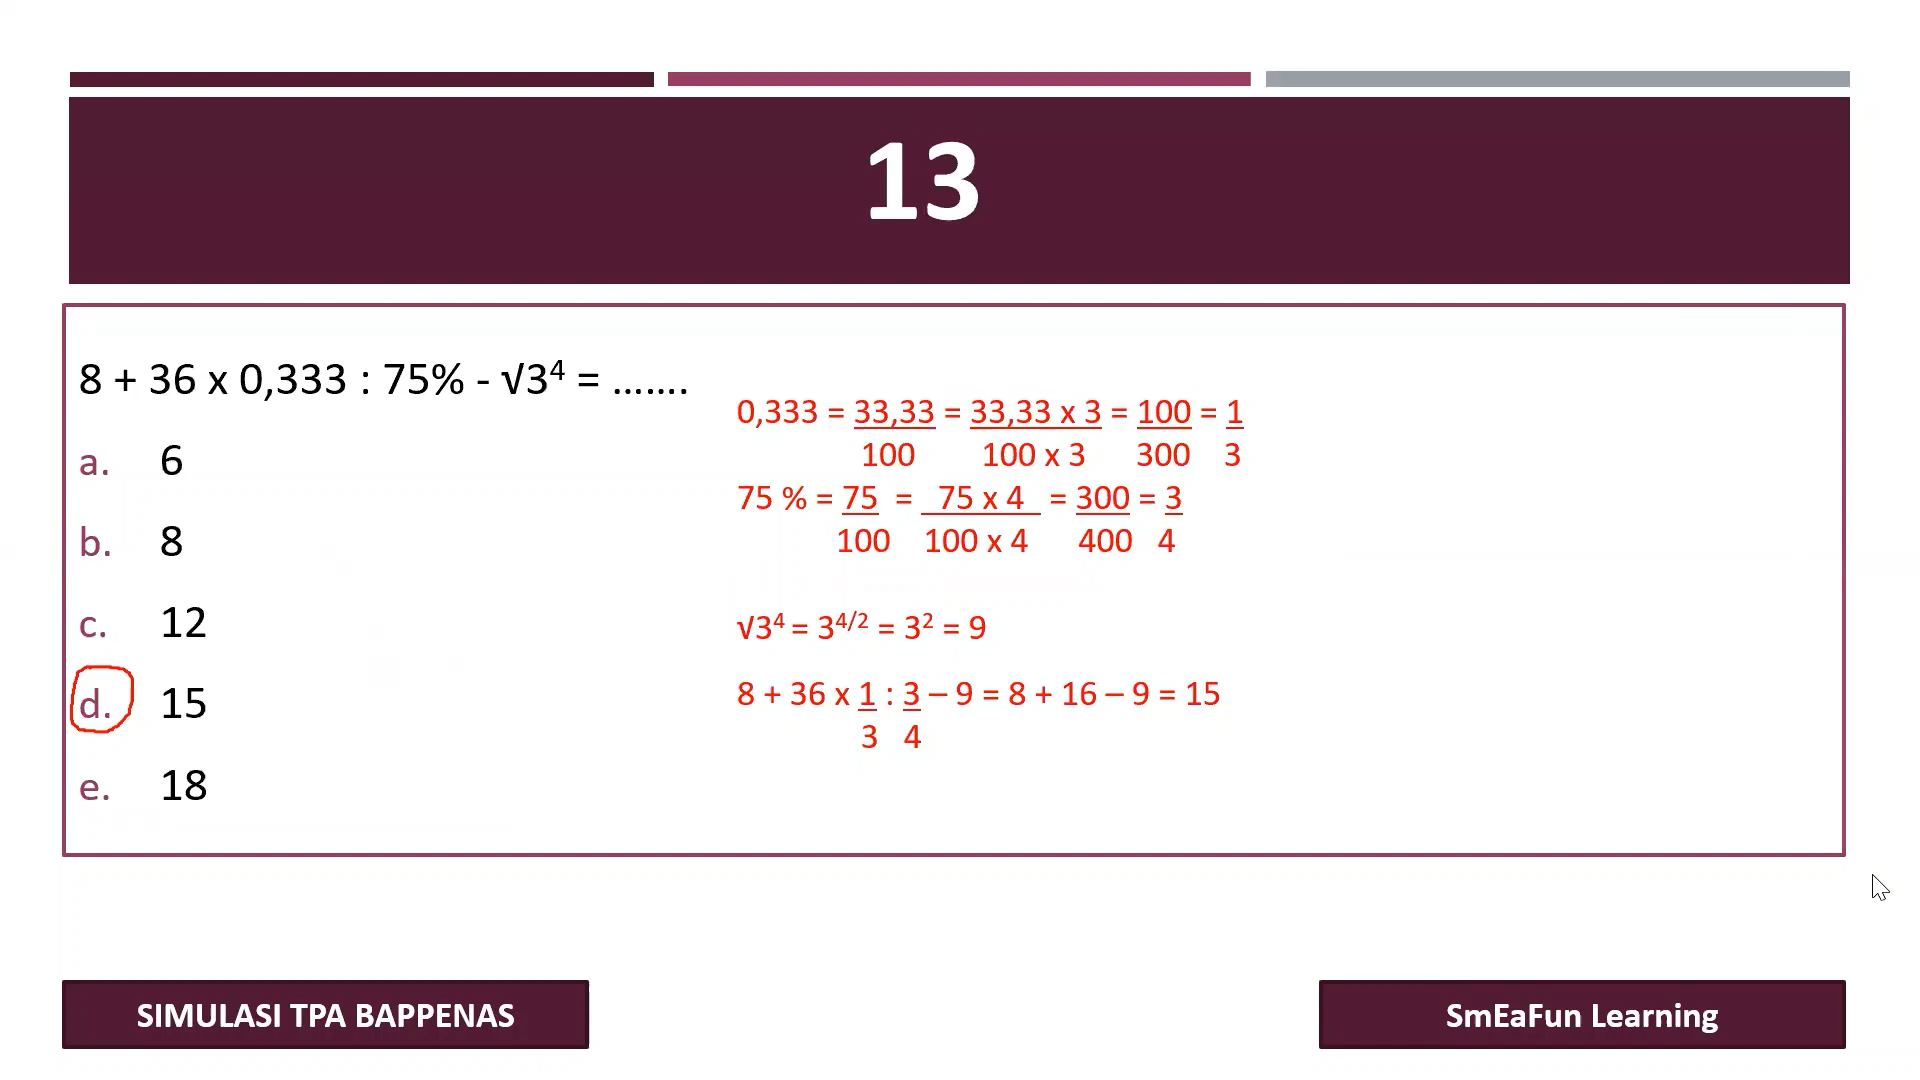 13
8 + 36 x 0,333 : 75% - √3⁴ = .......
a. 6
b. 8
c. 12
d. 15
e. 18
0,333 = 33,33 = 33,33 x 3 = 100 = 1
100 100 x 3 300 3
75 % = 75 = 75 x 4 = 300 = 3
100 100 x 4 400 4
√3⁴ = 3⁴/² = 3² = 9
8 + 36 x 1 : 3 – 9 = 8 + 16 – 9 = 15
3 4
SIMULASI TPA BAPPENAS
SmEaFun Learning